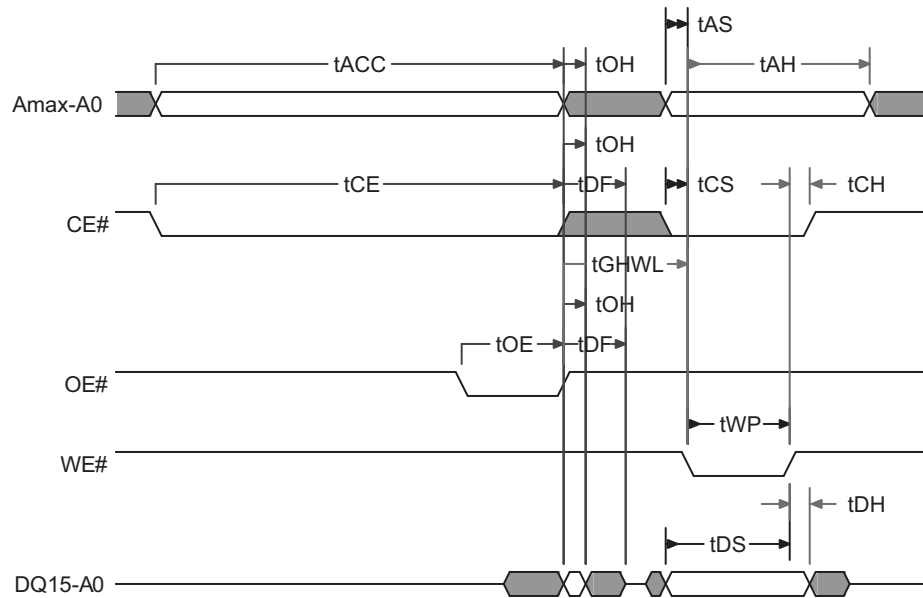 tAS
tACC tOH tAH
Amax-A0
tOH
tCE tDF tCS tCH
CE#
tGHWL
tOH
tOE tDF
OE#
tWP
WE#
tDH
tDS
DQ15-A0